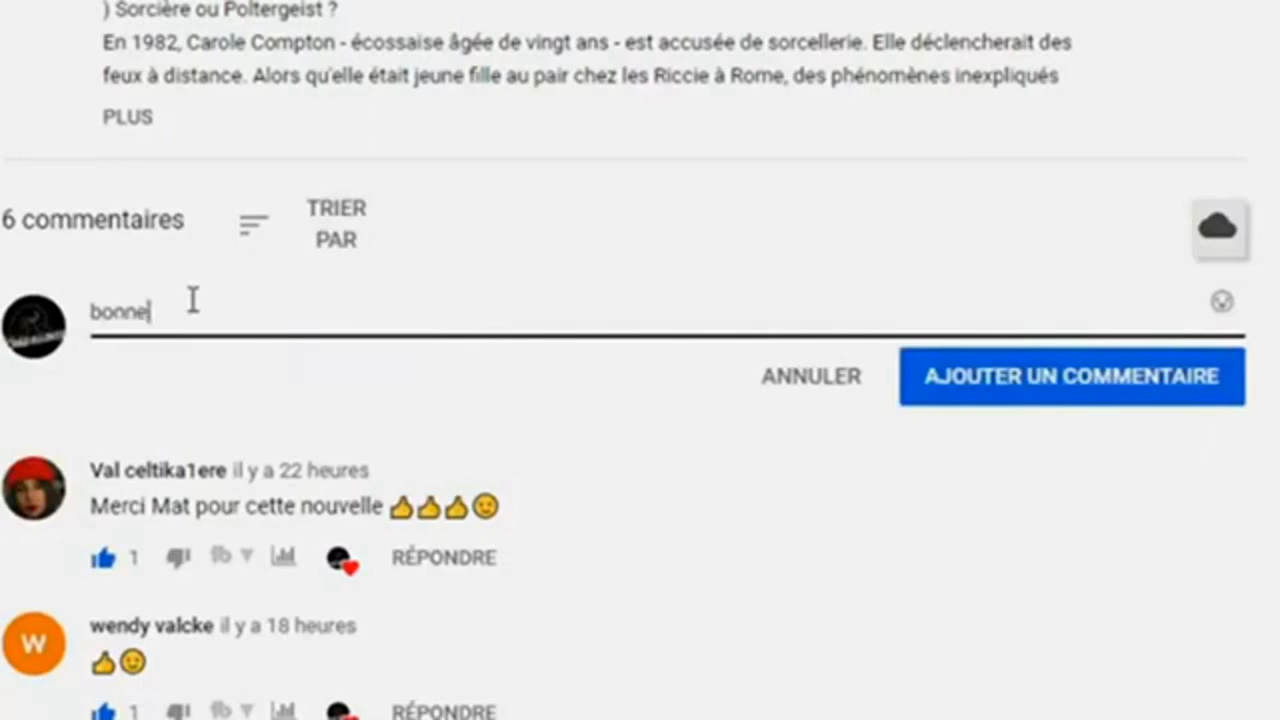 ) Sorcière ou Poltergeist ?
En 1982, Carole Compton - écossaise âgée de vingt ans - est accusée de sorcellerie. Elle déclencherait des
feux à distance. Alors qu'elle était jeune fille au pair chez les Riccie à Rome, des phénomènes inexpliqués
PLUS
6 commentaires
TRIER
PAR
bonne
ANNULER
AJOUTER UN COMMENTAIRE
Val celtika1ere il y a 22 heures
Merci Mat pour cette nouvelle 👍👍👍😉
1
RÉPONDRE
W
wendy valcke il y a 18 heures
👍😉
1
RÉPONDRE